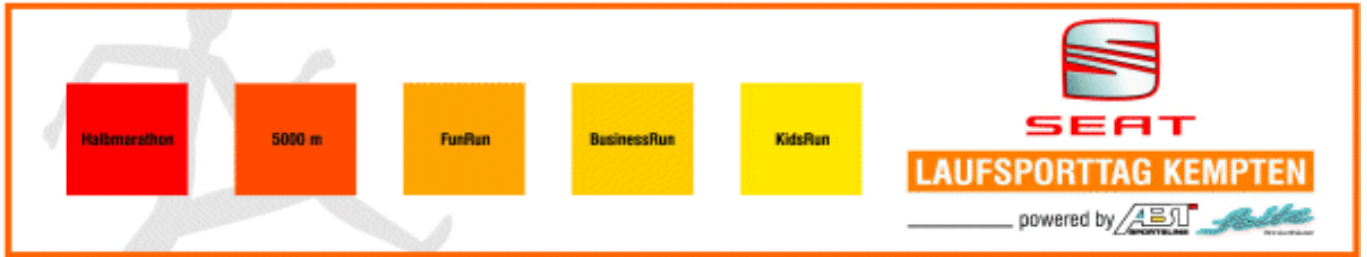 Halbmarathon
5000 m
FunRun
BusinessRun
KidsRun
SEAT
LAUFSPORTTAG KEMPTEN
powered by ABT
SPORTSLINE